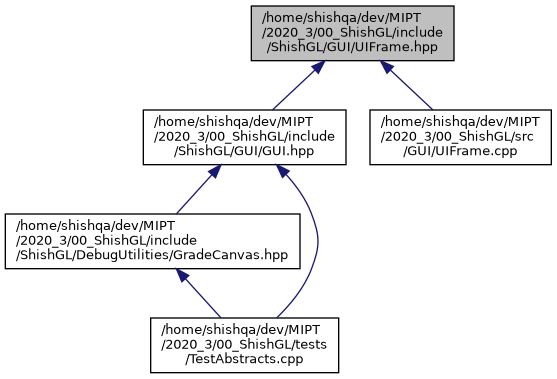 /home/shishqa/dev/MIPT
/2020_3/00_ShishGL/include
/ShishGL/GUI/UIFrame.hpp
/home/shishqa/dev/MIPT
/2020_3/00_ShishGL/include
/ShishGL/GUI/GUI.hpp
/home/shishqa/dev/MIPT
/2020_3/00_ShishGL/src
/GUI/UIFrame.cpp
/home/shishqa/dev/MIPT
/2020_3/00_ShishGL/include
/ShishGL/DebugUtilities/GradeCanvas.hpp
/home/shishqa/dev/MIPT
/2020_3/00_ShishGL/tests
/TestAbstracts.cpp